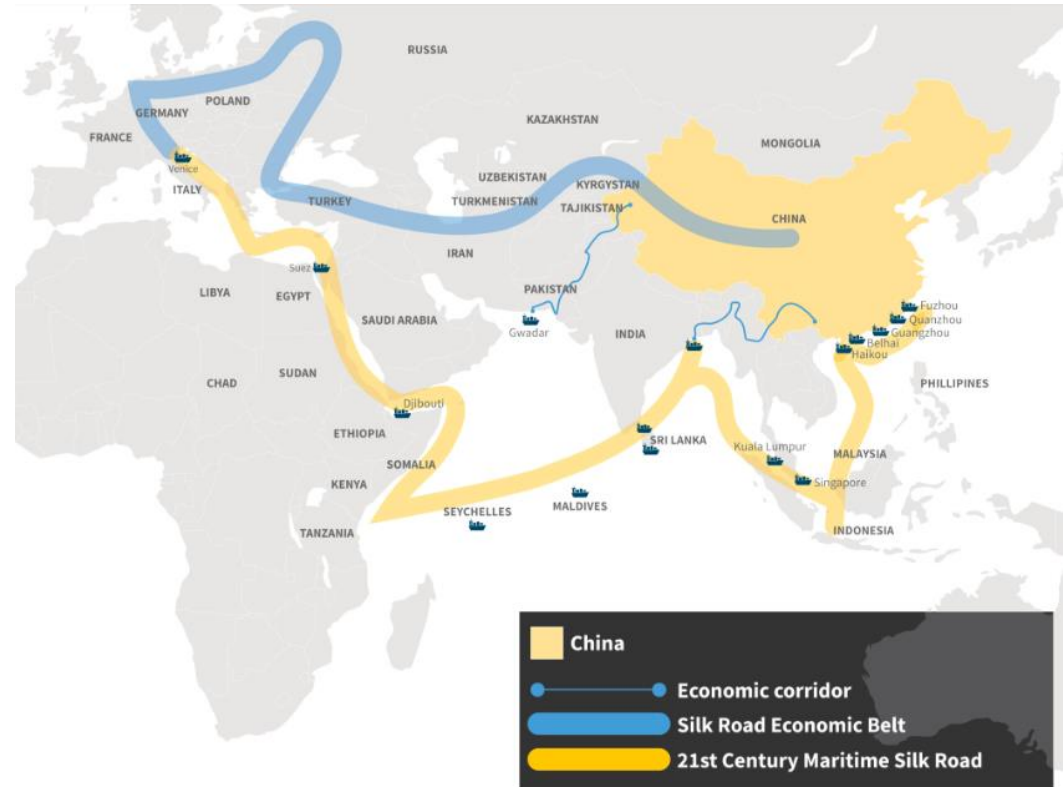 RUSSIA
POLAND
GERMANY
FRANCE
KAZAKHSTAN
MONGOLIA
Venice
ITALY
UZBEKISTAN
KYRGYSTAN
TURKEY
TURKMENISTAN
TAJIKISTAN
CHINA
IRAN
Suez
LIBYA
EGYPT
PAKISTAN
SAUDI ARABIA
Gwadar
INDIA
Fuzhou
Quanzhou
Guangzhou
Belhai
Haikou
CHAD
SUDAN
PHILLIPINES
Djibouti
ETHIOPIA
SRI LANKA
Kuala Lumpur
MALAYSIA
SOMALIA
KENYA
Singapore
SEYCHELLES
MALDIVES
TANZANIA
INDONESIA
China
Economic corridor
Silk Road Economic Belt
21st Century Maritime Silk Road